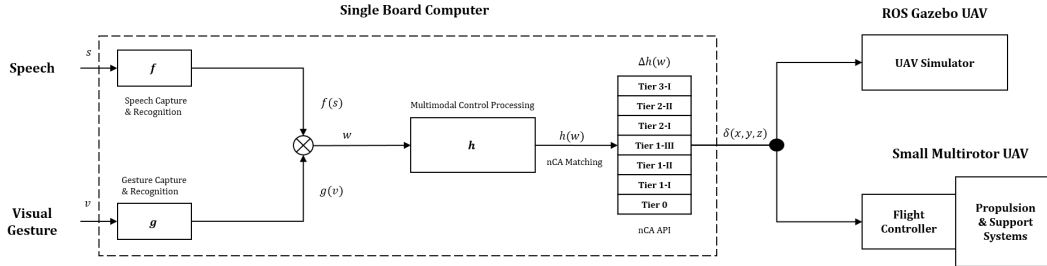 Single Board Computer
ROS Gazebo UAV
Speech
s
f
Speech Capture
& Recognition
f(s)
Multimodal Control Processing
w
h
h(w)
nCA Matching
Δh(w)
Tier 3-I
Tier 2-II
Tier 2-I
Tier 1-III
Tier 1-II
Tier 1-I
Tier 0
nCA API
δ(x, y, z)
UAV Simulator
Small Multirotor UAV
Gesture Capture
& Recognition
g(v)
Visual
Gesture
v
g
Flight
Controller
Propulsion
& Support
Systems